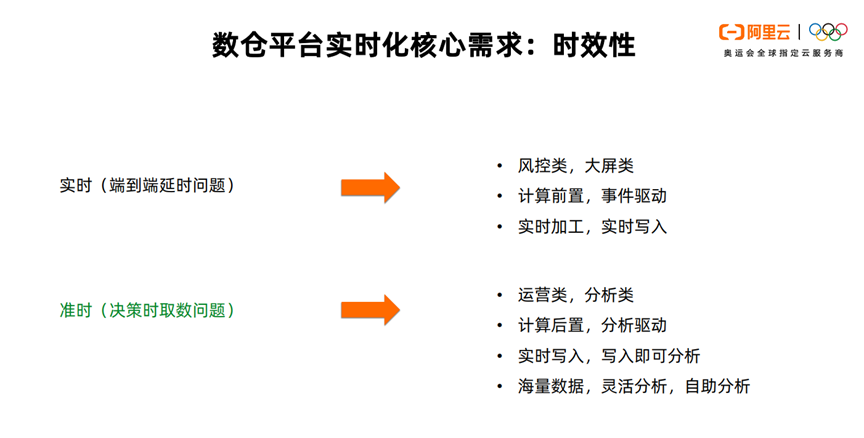 数仓平台实时化核心需求：时效性
阿里云
奥运会全球指定云服务商
实时（端到端延时问题）
• 风控类，大屏类
• 计算前置，事件驱动
• 实时加工，实时写入
准时（决策时取数问题）
• 运营类，分析类
• 计算后置，分析驱动
• 实时写入，写入即可分析
• 海量数据，灵活分析，自助分析